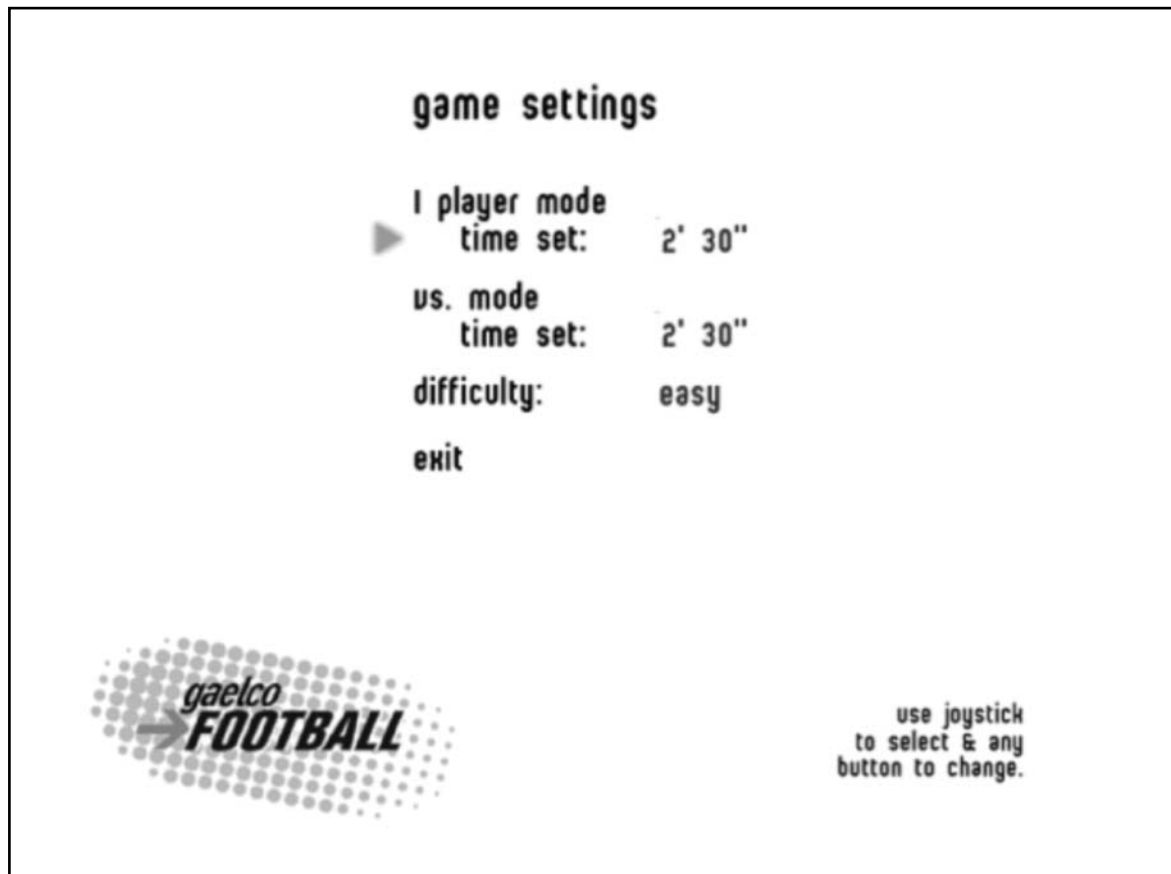 game settings
1 player mode
time set: 2' 30"
vs. mode
time set: 2' 30"
difficulty: easy
exit
gaelco
FOOTBALL
use joystick
to select & any
button to change.